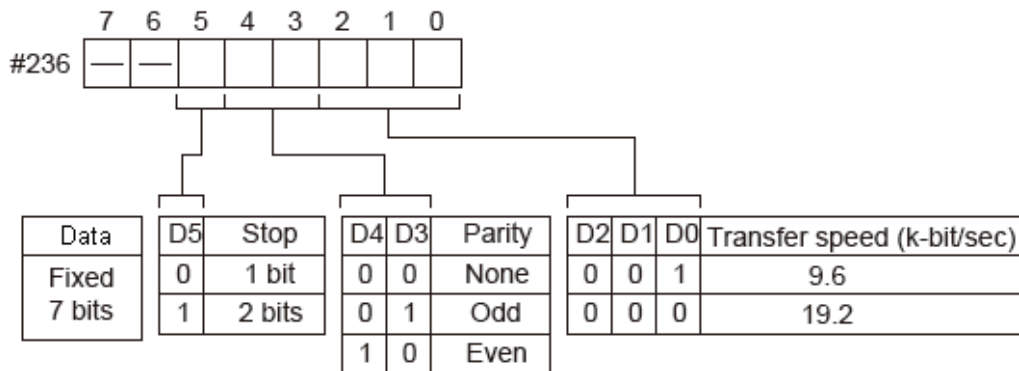 7 6 5 4 3 2 1 0
#236 — —
Data
Fixed
7 bits
D5 Stop
0 1 bit
1 2 bits
D4 D3 Parity
0 0 None
0 1 Odd
1 0 Even
D2 D1 D0 Transfer speed (k-bit/sec)
0 0 1 9.6
0 0 0 19.2